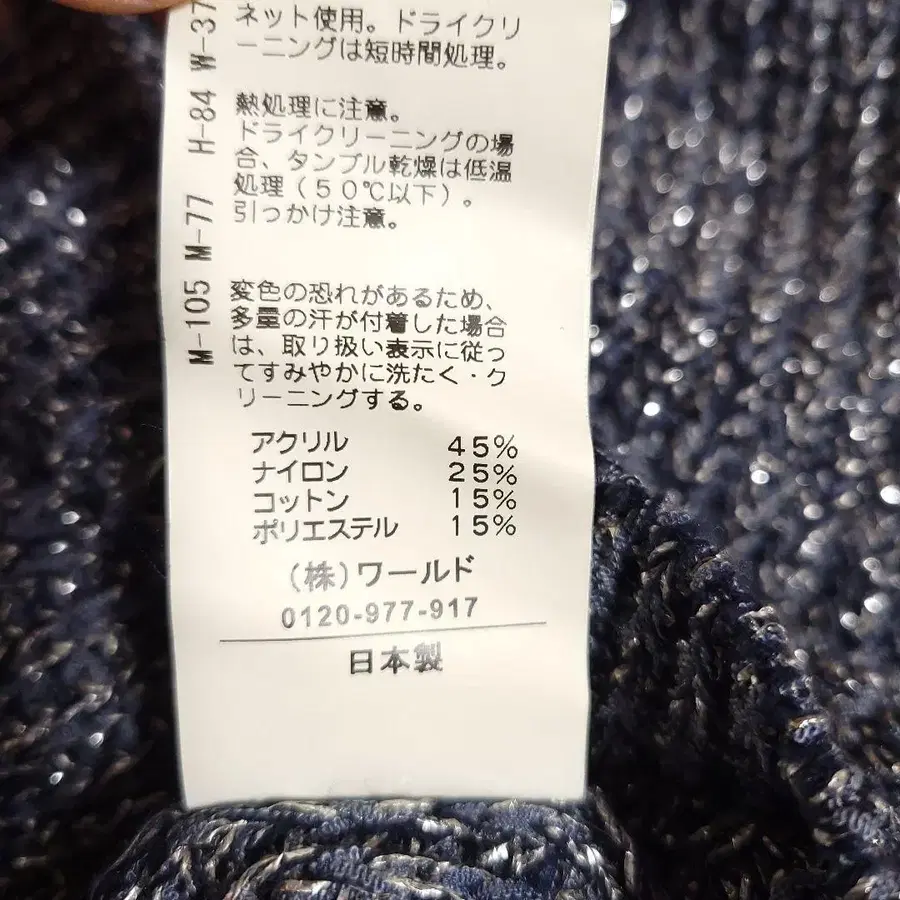 ネット使用。ドライクリ
ーニングは短時間処理。
熱処理に注意。
ドライクリーニングの場
合、タンブル乾燥は低温
処理(50℃以下)。
引っかけ注意。
変色の恐れがあるため、
多量の汗が付着した場合
は、取り扱い表示に従っ
てすみやかに洗たく・ク
リーニングする。
アクリル 45%
ナイロン 25%
コットン 15%
ポリエステル 15%
(株)ワールド
0120-977-917
日本製
M-105 M-77 H-84 W-37